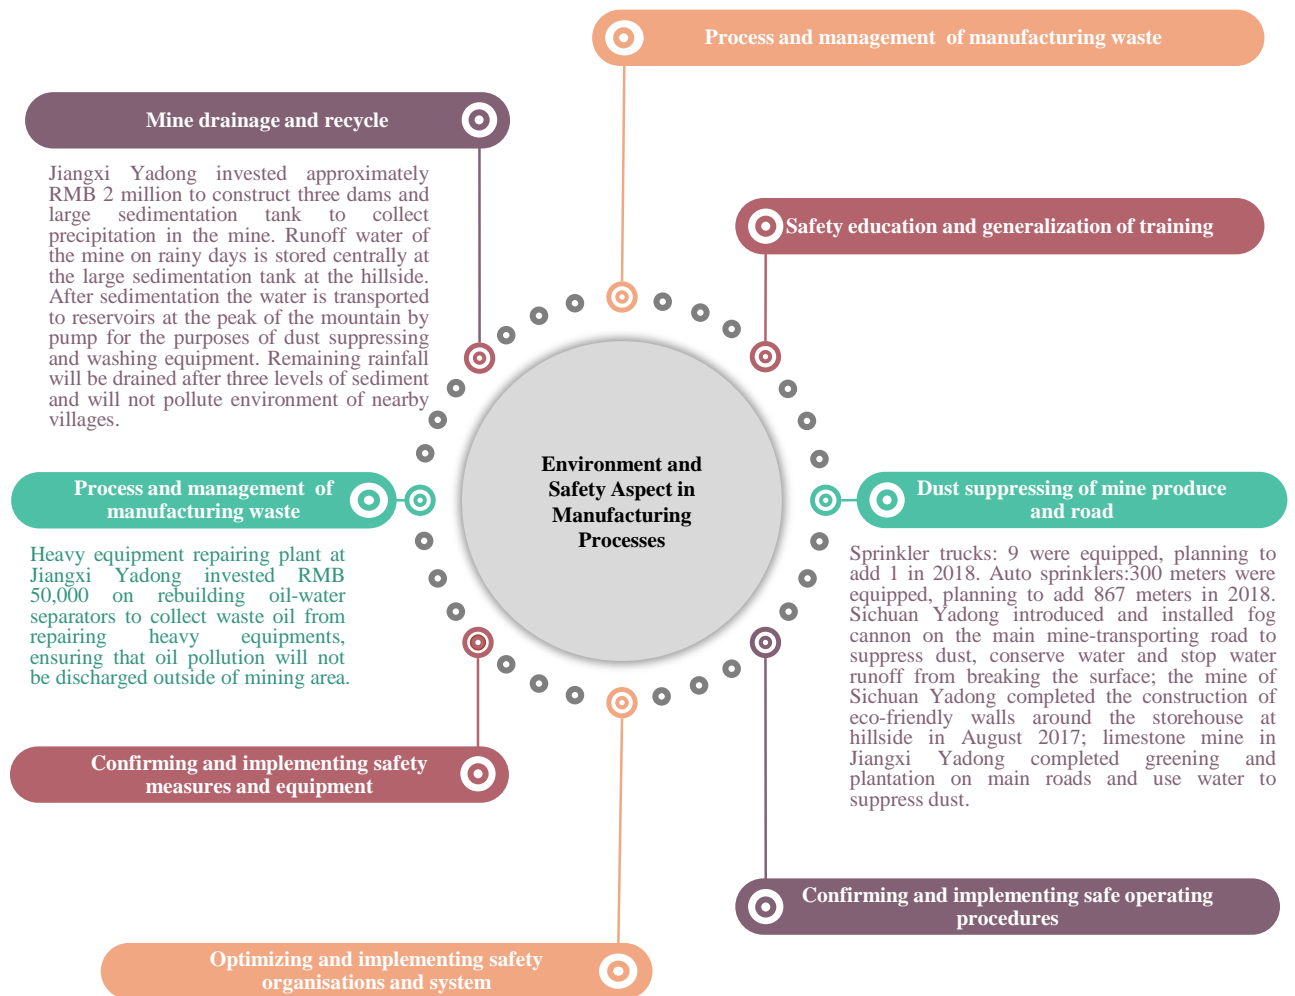 Process and management of manufacturing waste
Mine drainage and recycle
Jiangxi Yadong invested approximately
RMB 2 million to construct three dams and
large sedimentation tank to collect
precipitation in the mine. Runoff water of
the mine on rainy days is stored centrally at
the large sedimentation tank at the hillside.
After sedimentation the water is transported
to reservoirs at the peak of the mountain by
pump for the purposes of dust suppressing
and washing equipment. Remaining rainfall
will be drained after three levels of sediment
and will not pollute environment of nearby
villages.
Safety education and generalization of training
Environment and
Safety Aspect in
Manufacturing
Processes
Process and management of
manufacturing waste
Heavy equipment repairing plant at
Jiangxi Yadong invested RMB
50,000 on rebuilding oil-water
separators to collect waste oil from
repairing heavy equipments,
ensuring that oil pollution will not
be discharged outside of mining area.
Dust suppressing of mine produce
and road
Sprinkler trucks: 9 were equipped, planning to
add 1 in 2018. Auto sprinklers:300 meters were
equipped, planning to add 867 meters in 2018.
Sichuan Yadong introduced and installed fog
cannon on the main mine-transporting road to
suppress dust, conserve water and stop water
runoff from breaking the surface; the mine of
Sichuan Yadong completed the construction of
eco-friendly walls around the storehouse at
hillside in August 2017; limestone mine in
Jiangxi Yadong completed greening and
plantation on main roads and use water to
suppress dust.
Confirming and implementing safety
measures and equipment
Confirming and implementing safe operating
procedures
Optimizing and implementing safety
organisations and system